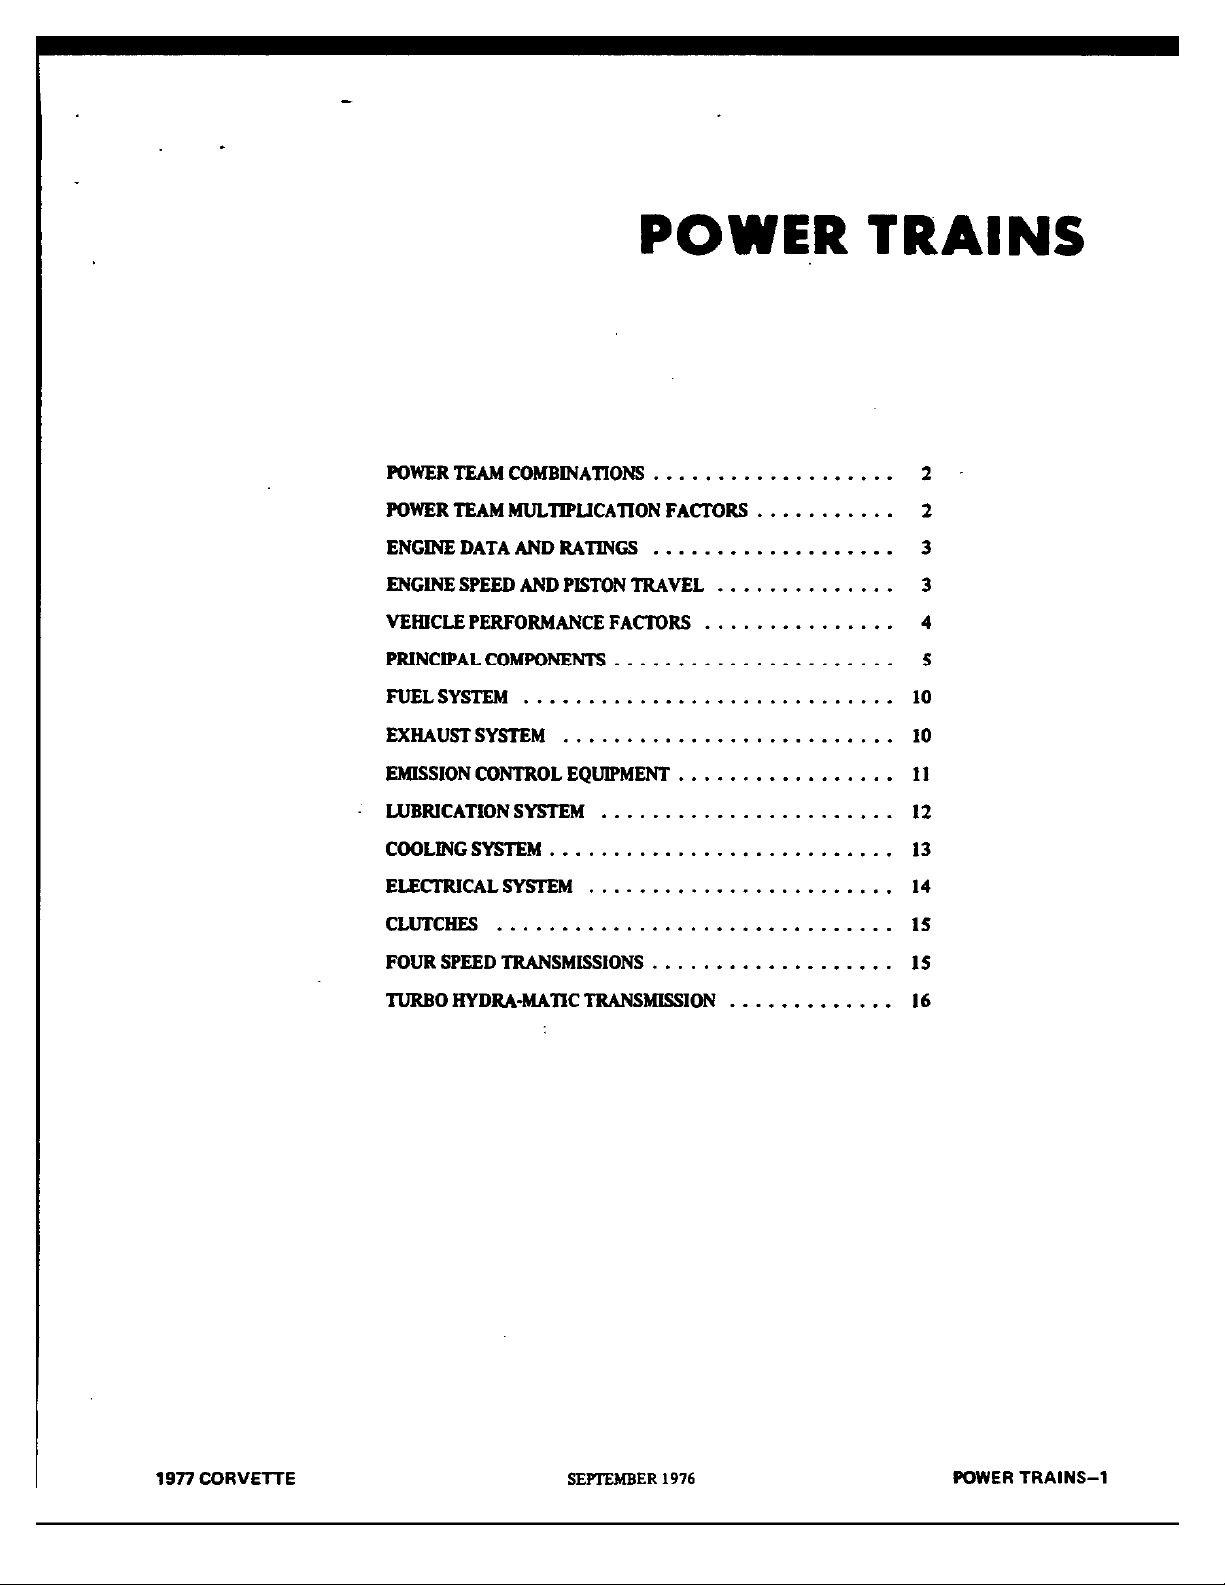 POWER TRAINS
POWER TEAM COMBINATIONS . . . . . . . . . . . . . . . . . . . 2
POWER TEAM MULTIPLICATION FACTORS . . . . . . . . . . . 2
ENGINE DATA AND RATINGS . . . . . . . . . . . . . . . . . . . 3
ENGINE SPEED AND PISTON TRAVEL . . . . . . . . . . . . . . 3
VEHICLE PERFORMANCE FACTORS . . . . . . . . . . . . . . . 4
PRINCIPAL COMPONENTS . . . . . . . . . . . . . . . . . . . . . . 5
FUEL SYSTEM . . . . . . . . . . . . . . . . . . . . . . . . . . . . . 10
EXHAUST SYSTEM . . . . . . . . . . . . . . . . . . . . . . . . . . 10
EMISSION CONTROL EQUIPMENT . . . . . . . . . . . . . . . . . 11
LUBRICATION SYSTEM . . . . . . . . . . . . . . . . . . . . . . . 12
COOLING SYSTEM . . . . . . . . . . . . . . . . . . . . . . . . . . . 13
ELECTRICAL SYSTEM . . . . . . . . . . . . . . . . . . . . . . . . 14
CLUTCHES . . . . . . . . . . . . . . . . . . . . . . . . . . . . . . . 15
FOUR SPEED TRANSMISSIONS . . . . . . . . . . . . . . . . . . . 15
TURBO HYDRA-MATIC TRANSMISSION . . . . . . . . . . . . . 16
1977 CORVETTE SEPTEMBER 1976 POWER TRAINS–1